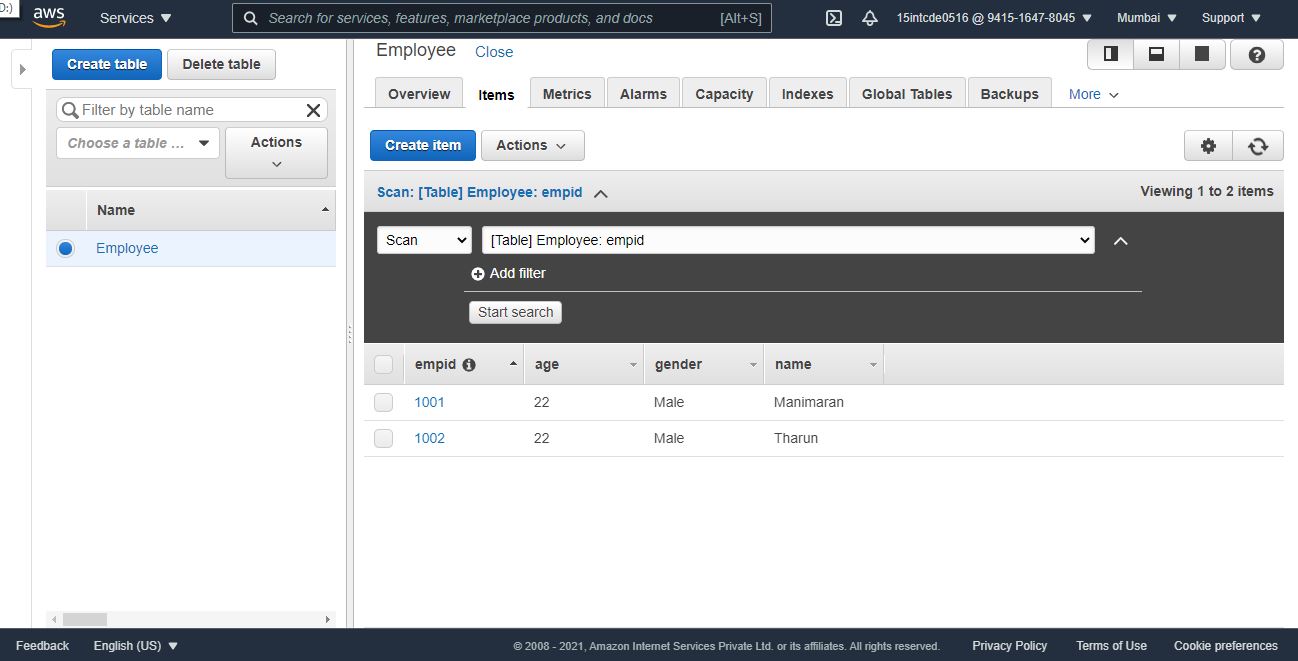 D:)
aws Services Search for services, features, marketplace products, and docs [Alt+S] 15intcde0516 @ 9415-1647-8045 Mumbai Support
Create table Delete table
Filter by table name
Choose a table ... Actions
Name
Employee
Employee Close
Overview Items Metrics Alarms Capacity Indexes Global Tables Backups More
Create item Actions
Scan: [Table] Employee: empid Viewing 1 to 2 items
Scan [Table] Employee: empid
Add filter
Start search
empid age gender name
1001 22 Male Manimaran
1002 22 Male Tharun
Feedback English (US) © 2008 - 2021, Amazon Internet Services Private Ltd. or its affiliates. All rights reserved. Privacy Policy Terms of Use Cookie preferences